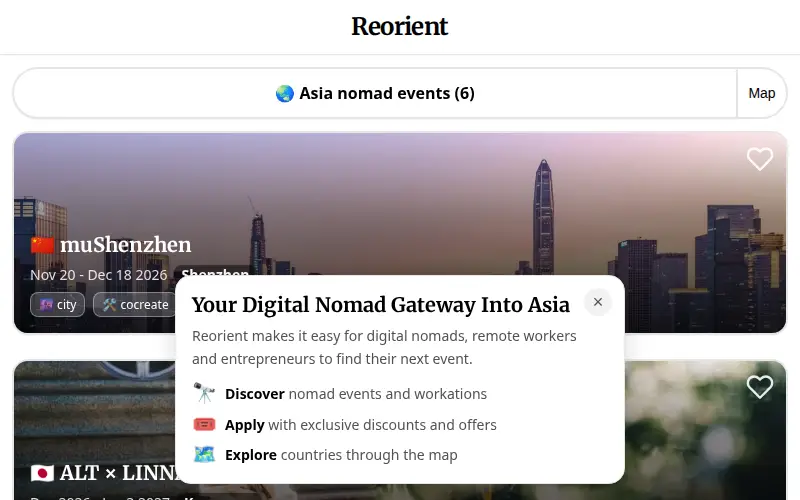 Reorient
🌏 Asia nomad events (6)
Map
🇨🇳 muShenzhen
Nov 20 - Dec 18 2026 Shenzhen
🌆 city
🛠️ cocreate
Your Digital Nomad Gateway Into Asia
×
Reorient makes it easy for digital nomads, remote workers
and entrepreneurs to find their next event.
🔭 Discover nomad events and workations
🎟️ Apply with exclusive discounts and offers
🗺️ Explore countries through the map
🇯🇵 ALT × LINN